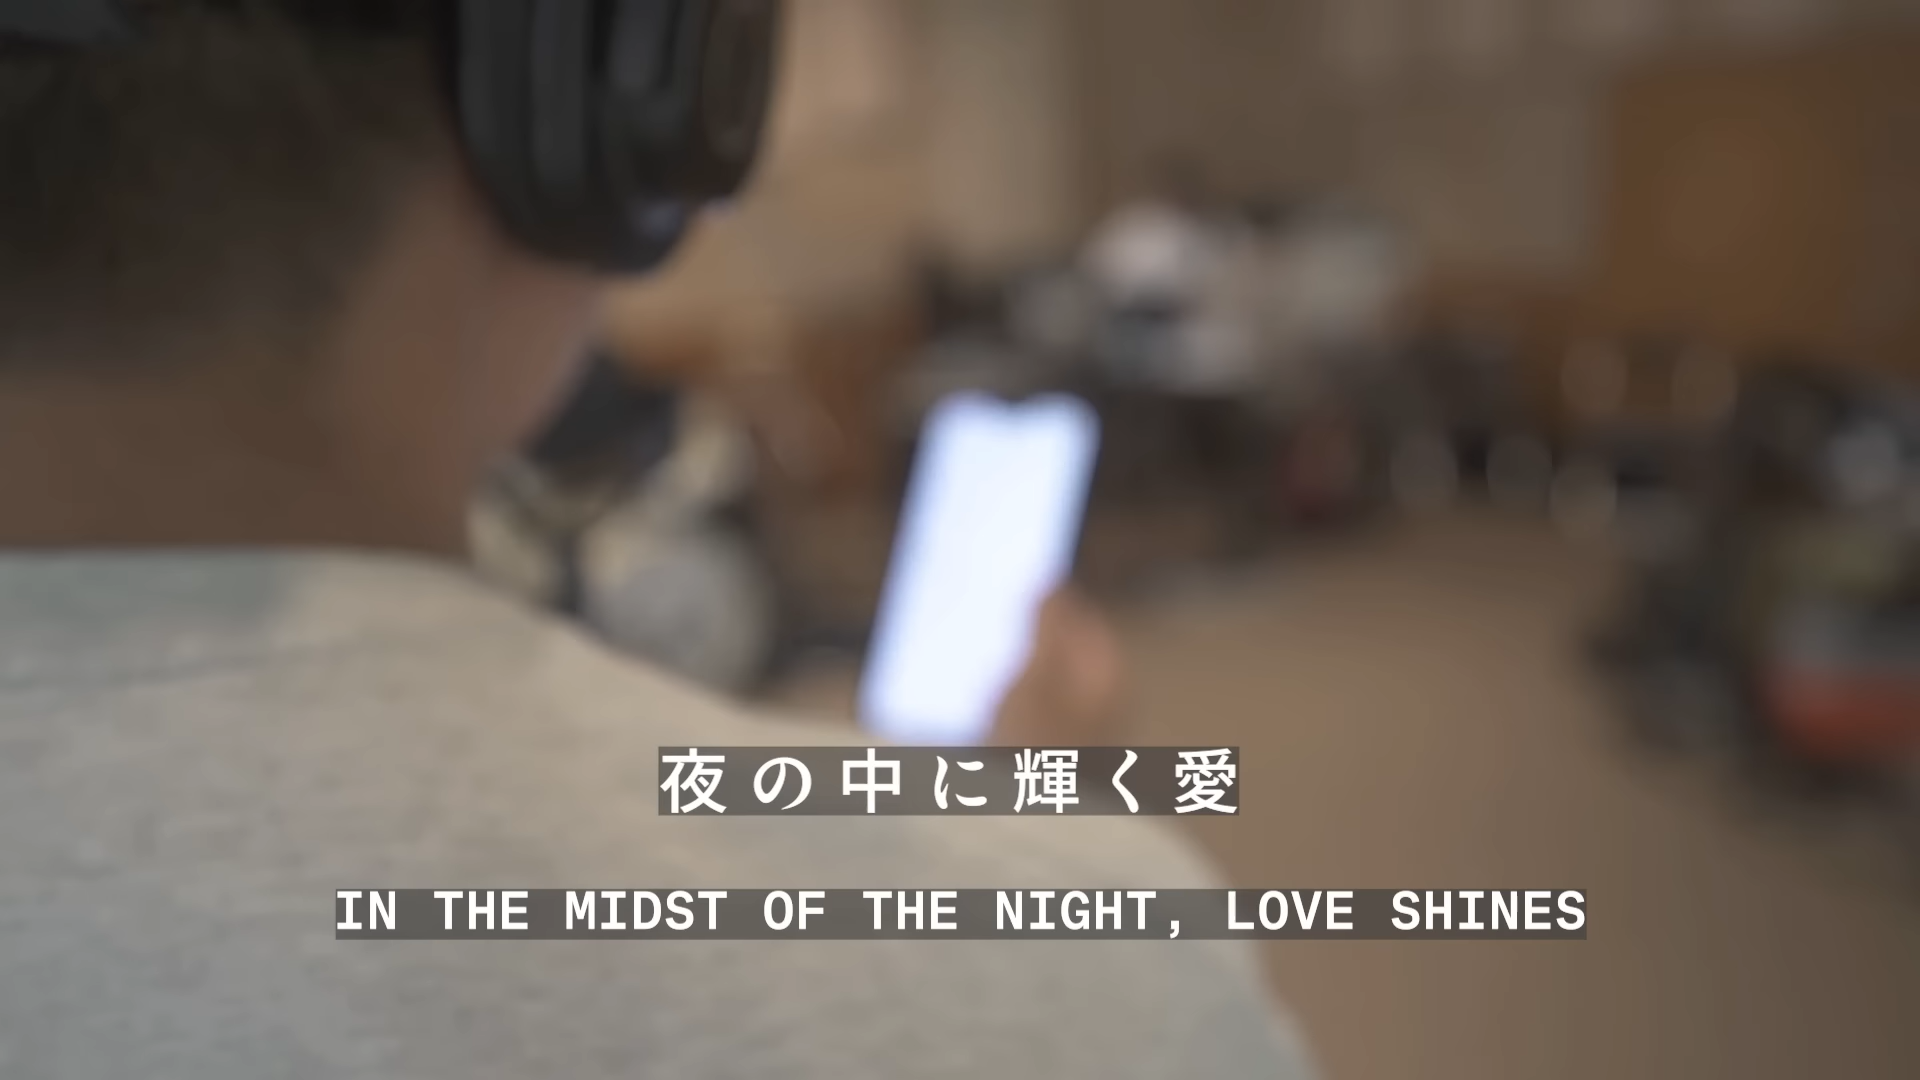 夜の中に輝く愛
IN THE MIDST OF THE NIGHT, LOVE SHINES